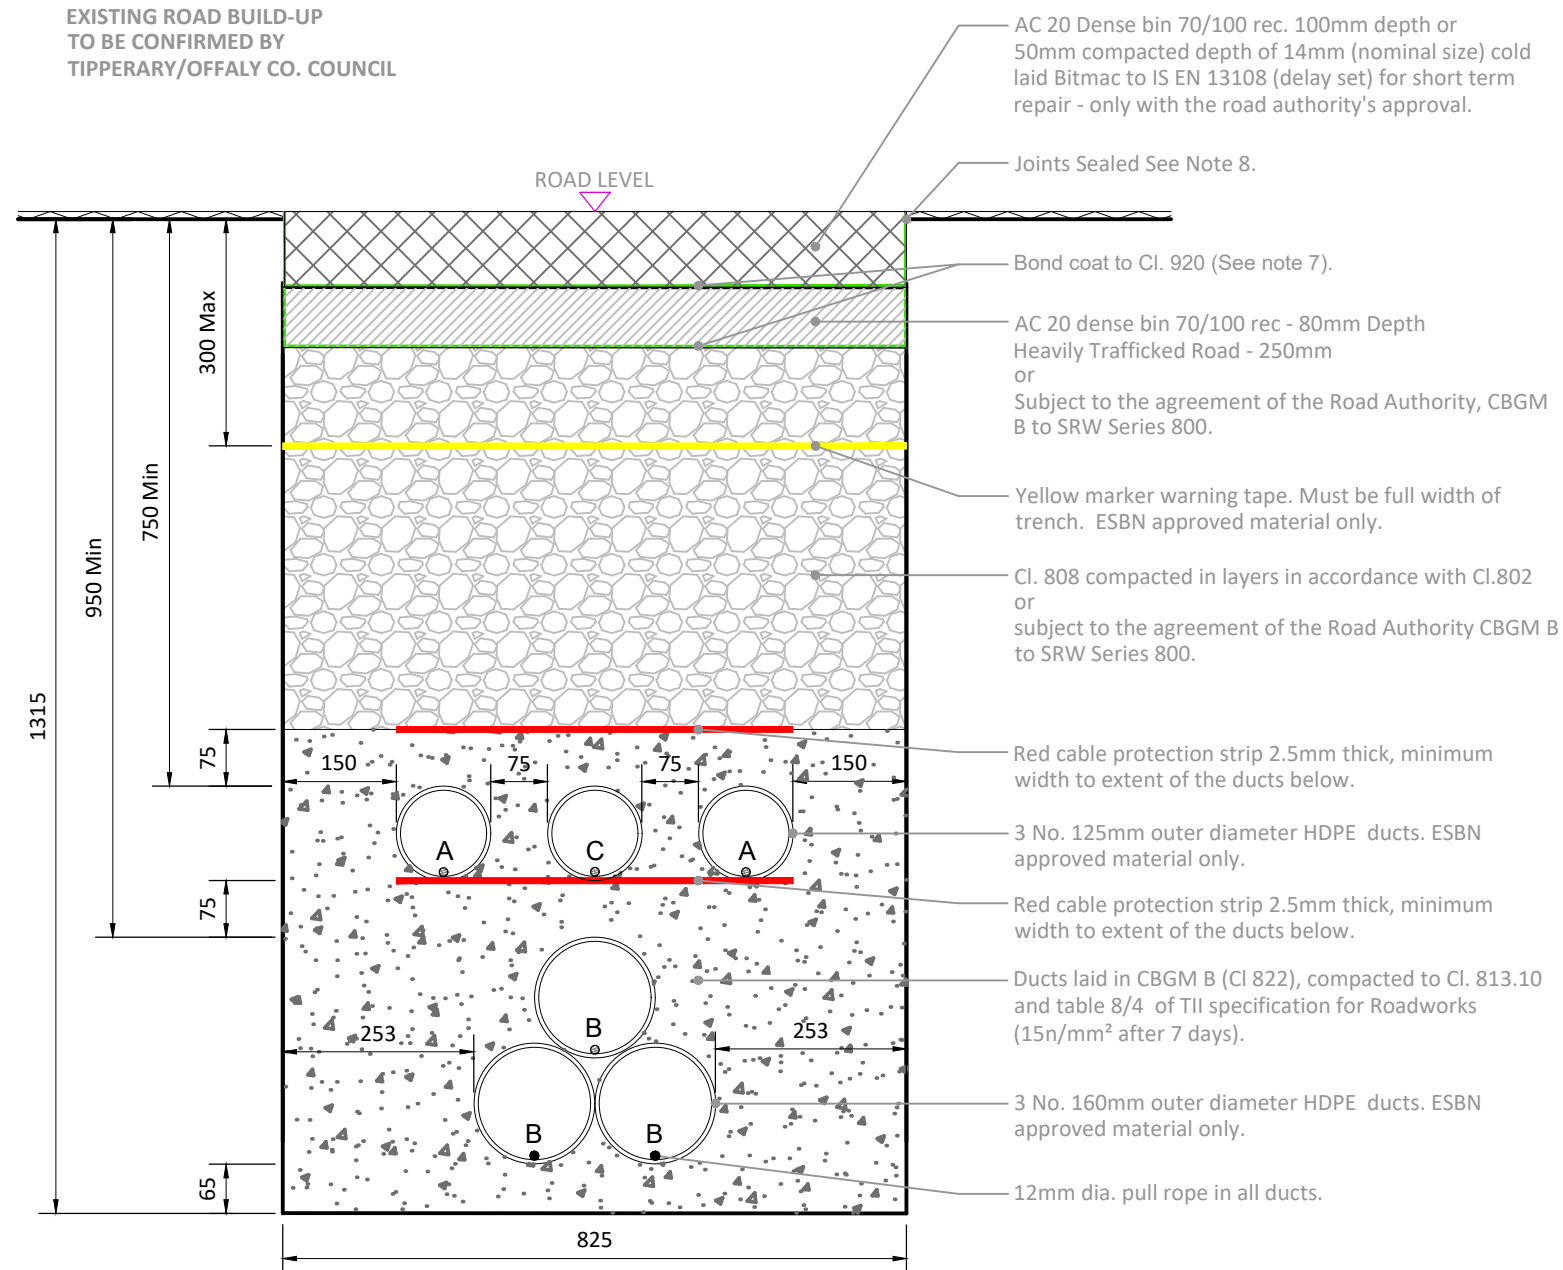 EXISTING ROAD BUILD-UP
TO BE CONFIRMED BY
TIPPERARY/OFFALY CO. COUNCIL
AC 20 Dense bin 70/100 rec. 100mm depth or
50mm compacted depth of 14mm (nominal size) cold
laid Bitmac to IS EN 13108 (delay set) for short term
repair - only with the road authority's approval.
Joints Sealed See Note 8.
ROAD LEVEL
Bond coat to Cl. 920 (See note 7).
AC 20 dense bin 70/100 rec - 80mm Depth
Heavily Trafficked Road - 250mm
or
Subject to the agreement of the Road Authority, CBGM
B to SRW Series 800.
Yellow marker warning tape. Must be full width of
trench.  ESBN approved material only.
Cl. 808 compacted in layers in accordance with Cl.802
or
subject to the agreement of the Road Authority CBGM B
to SRW Series 800.
Red cable protection strip 2.5mm thick, minimum
width to extent of the ducts below.
3 No. 125mm outer diameter HDPE  ducts. ESBN
approved material only.
Red cable protection strip 2.5mm thick, minimum
width to extent of the ducts below.
Ducts laid in CBGM B (Cl 822), compacted to Cl. 813.10
and table 8/4  of TII specification for Roadworks
(15n/mm² after 7 days).
3 No. 160mm outer diameter HDPE  ducts. ESBN
approved material only.
12mm dia. pull rope in all ducts.
300 Max
750 Min
950 Min
1315
75
150
75
75
150
A
C
A
75
B
253
253
B
B
65
825